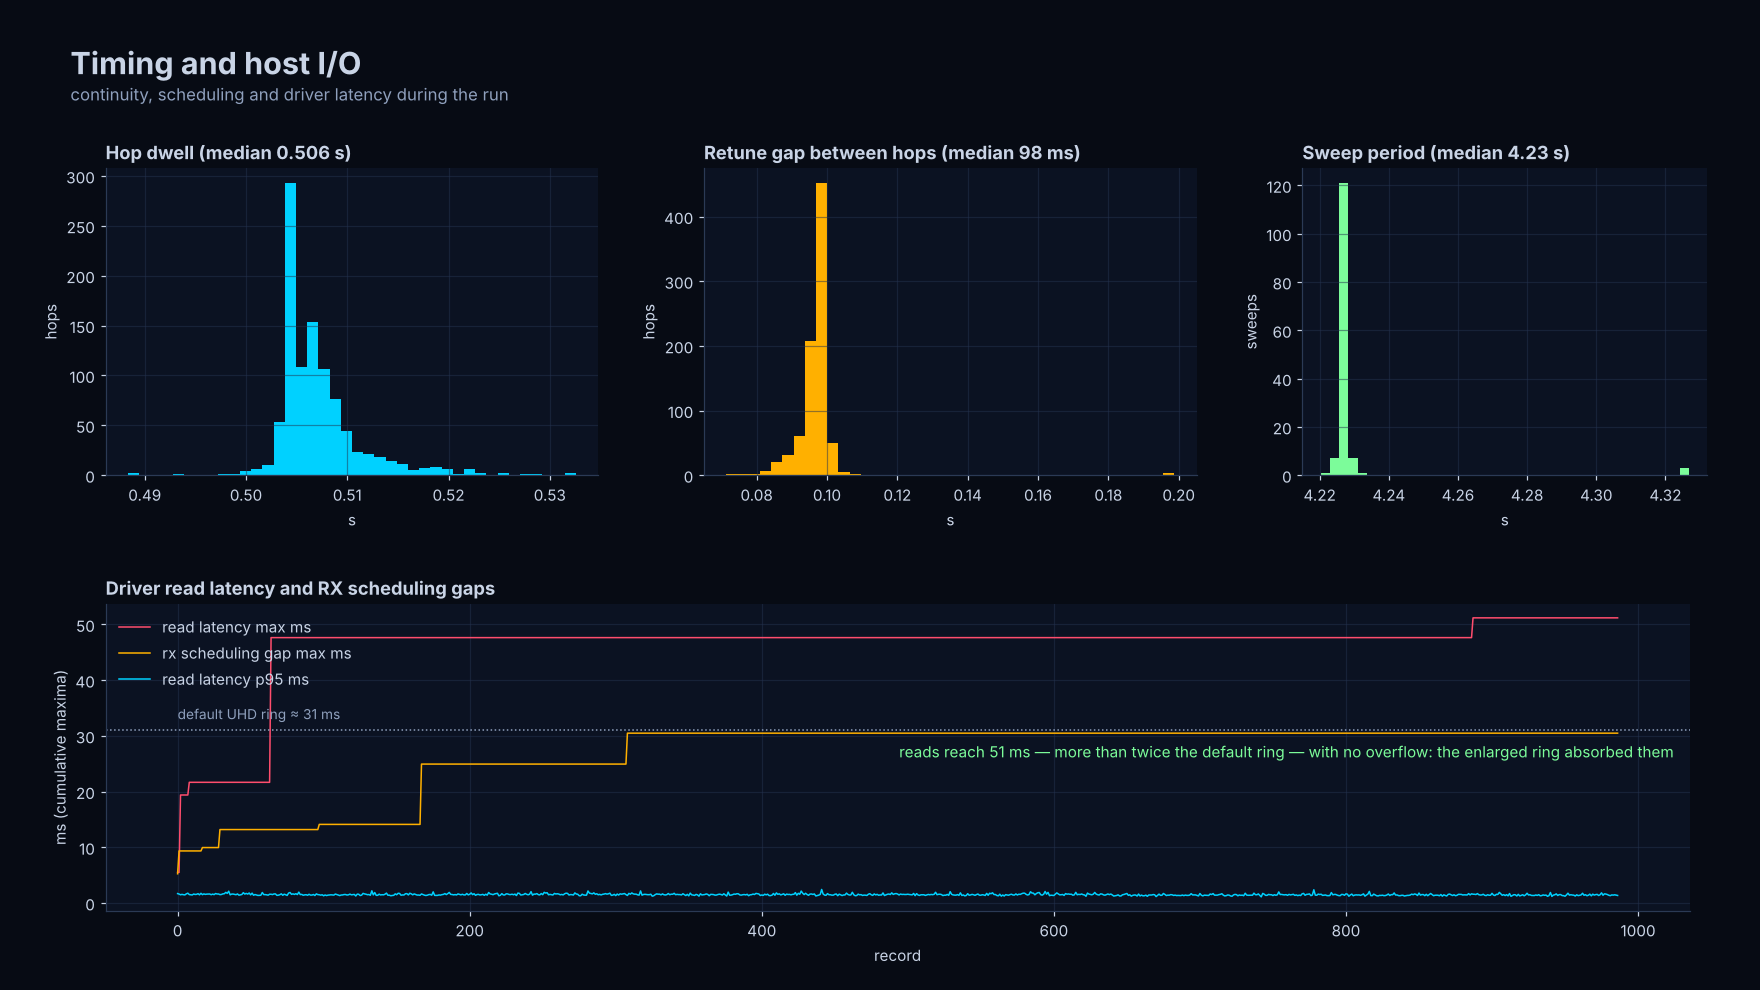 Timing and host I/O
continuity, scheduling and driver latency during the run
Hop dwell (median 0.506 s)
300
250
200
150
100
50
0
hops
0.49 0.50 0.51 0.52 0.53
s
Retune gap between hops (median 98 ms)
400
300
200
100
0
hops
0.08 0.10 0.12 0.14 0.16 0.18 0.20
s
Sweep period (median 4.23 s)
120
100
80
60
40
20
0
sweeps
4.22 4.24 4.26 4.28 4.30 4.32
s
Driver read latency and RX scheduling gaps
50
40
30
20
10
0
ms (cumulative maxima)
read latency max ms
rx scheduling gap max ms
read latency p95 ms
default UHD ring ≈ 31 ms
reads reach 51 ms — more than twice the default ring — with no overflow: the enlarged ring absorbed them
0 200 400 600 800 1000
record